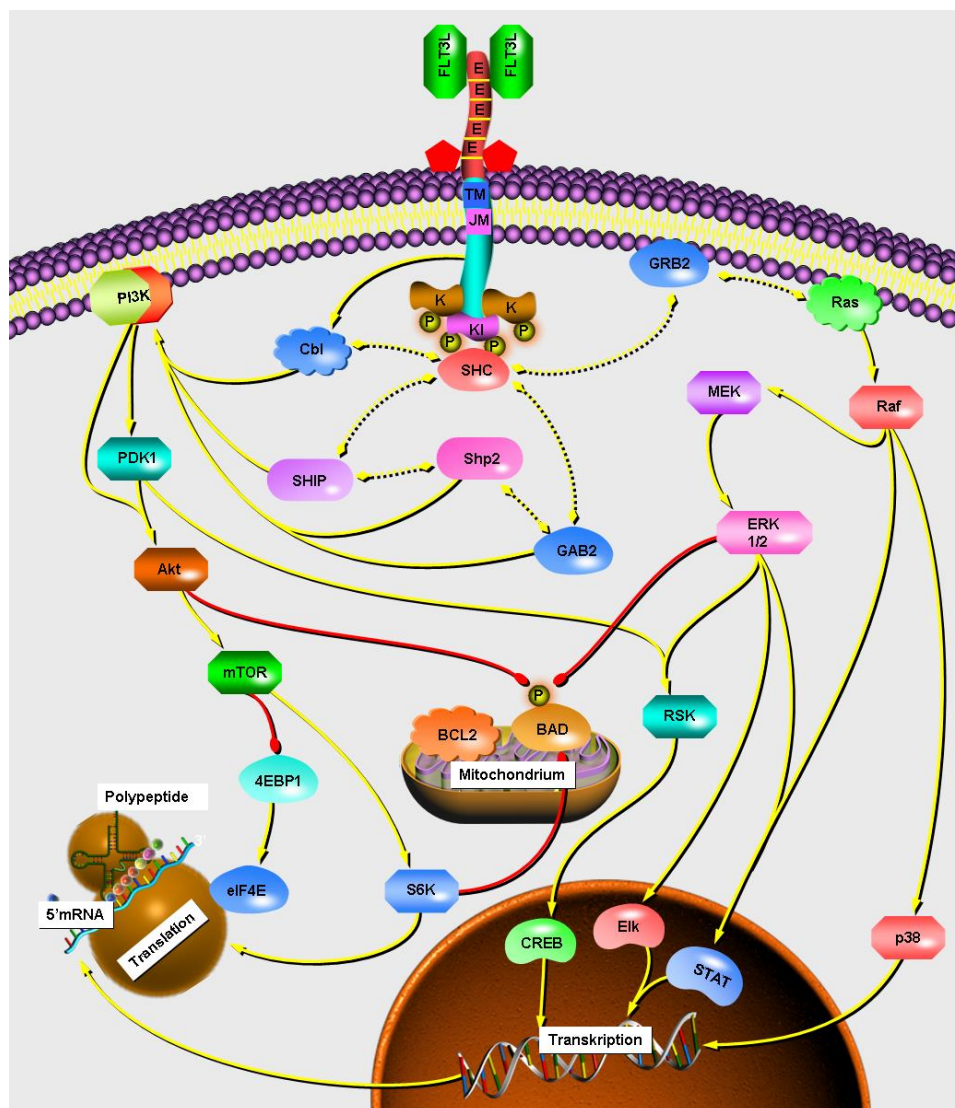 FLT3L
FLT3L
E
E
E
E
E
TM
JM
GRB2
PI3K
Ras
K
K
P
P
KI
P
P
Cbl
SHC
MEK
Raf
PDK1
Shp2
SHIP
ERK
1/2
GAB2
Akt
mTOR
P
RSK
BAD
BCL2
4EBP1
Mitochondrium
Polypeptide
3'
eIF4E
S6K
5'mRNA
Translation
CREB
Elk
p38
STAT
Transkription